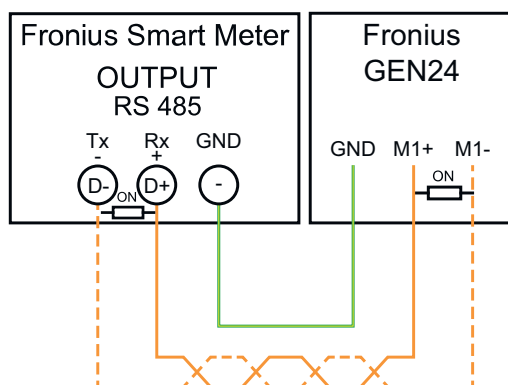 Fronius Smart Meter
OUTPUT
RS 485
Tx Rx GND
- +
D- D+ -
ON
Fronius
GEN24
GND M1+ M1-
ON